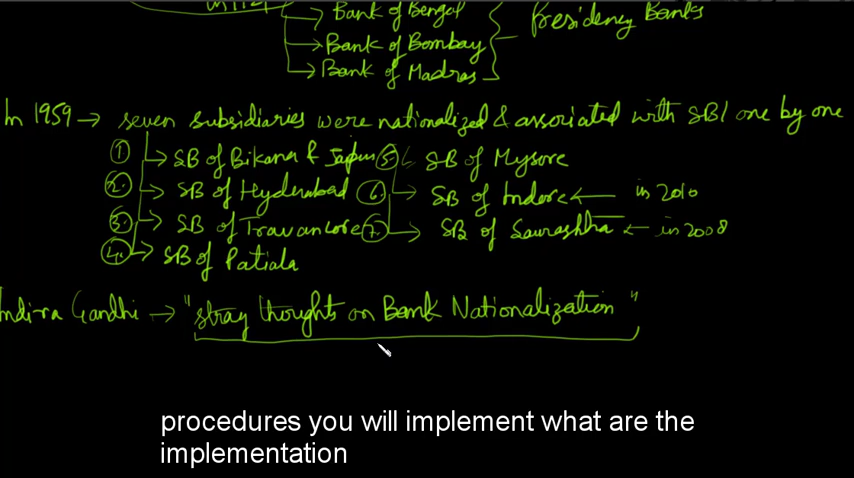 Bank of Bengal
Bank of Bombay
Bank of Madras
Presidency Banks
In 1959 → seven subsidiaries were nationalized & associated with SBI one by one
① → SB of Bikana & Jaipur ⑤ → SB of Mysore
② → SB of Hyderabad ⑥ → SB of Indore ← in 2010
③ → SB of Travancore ⑦ → SB of Saurashtra ← in 2008
④ → SB of Patiala
Indira Gandhi → "stray thoughts on Bank Nationalization"
procedures you will implement what are the
implementation